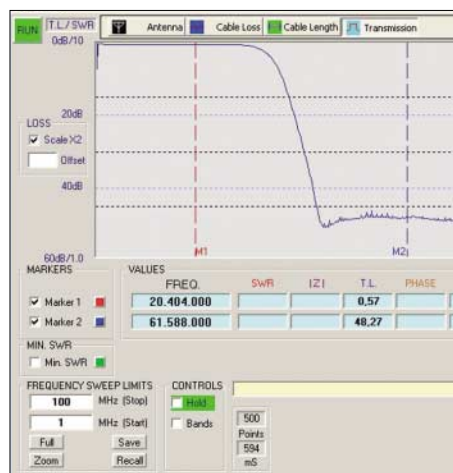 RUN T.L./SWR Antenna Cable Loss Cable Length Transmission
0dB/10
20dB
LOSS
Scale X2
Offset
40dB
60dB/1.0
M1 M2
MARKERS VALUES
FREQ. SWR |Z| T.L. PHASE
Marker 1 20.404.000 0,57
Marker 2 61.588.000 48,27
MIN. SWR
Min. SWR
FREQUENCY SWEEP LIMITS CONTROLS
100 MHz (Stop) Hold
1 MHz (Start) Bands
500
Points
594
mS
Full Save
Zoom Recall